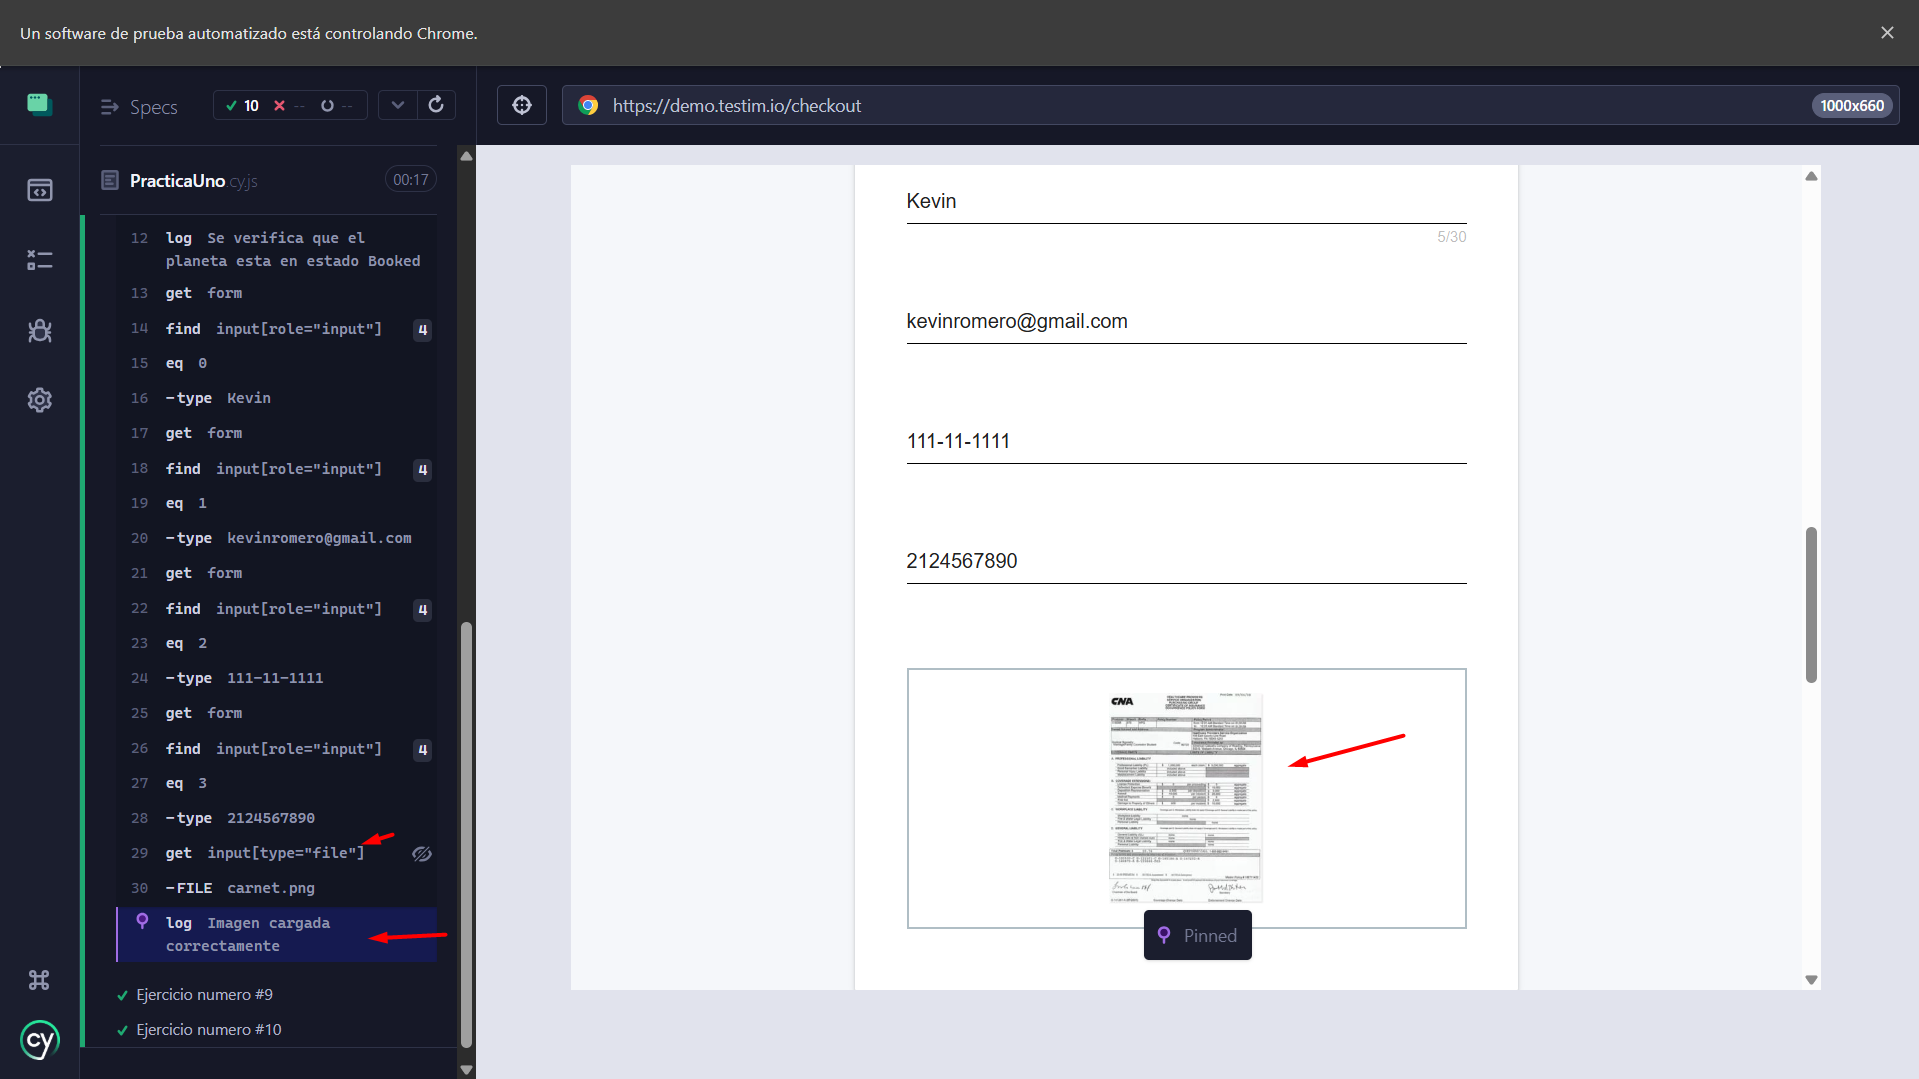 Un software de prueba automatizado está controlando Chrome.
Specs
10
--
--
https://demo.testim.io/checkout
1000x660
PracticaUno.cy.js
00:17
12 log Se verifica que el
planeta esta en estado Booked
13 get form
14 find input[role="input"] 4
15 eq 0
16 -type Kevin
17 get form
18 find input[role="input"] 4
19 eq 1
20 -type kevinromero@gmail.com
21 get form
22 find input[role="input"] 4
23 eq 2
24 -type 111-11-1111
25 get form
26 find input[role="input"] 4
27 eq 3
28 -type 2124567890
29 get input[type="file"]
30 -FILE carnet.png
log Imagen cargada
correctamente
Ejercicio numero #9
Ejercicio numero #10
cy
Kevin
5/30
kevinromero@gmail.com
111-11-1111
2124567890
CNA
Pinned